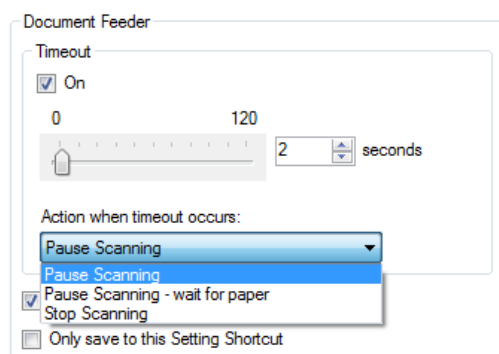 Document Feeder
Timeout
On
0 120
2 seconds
Action when timeout occurs:
Pause Scanning
Pause Scanning
Pause Scanning - wait for paper
Stop Scanning
Only save to this Setting Shortcut